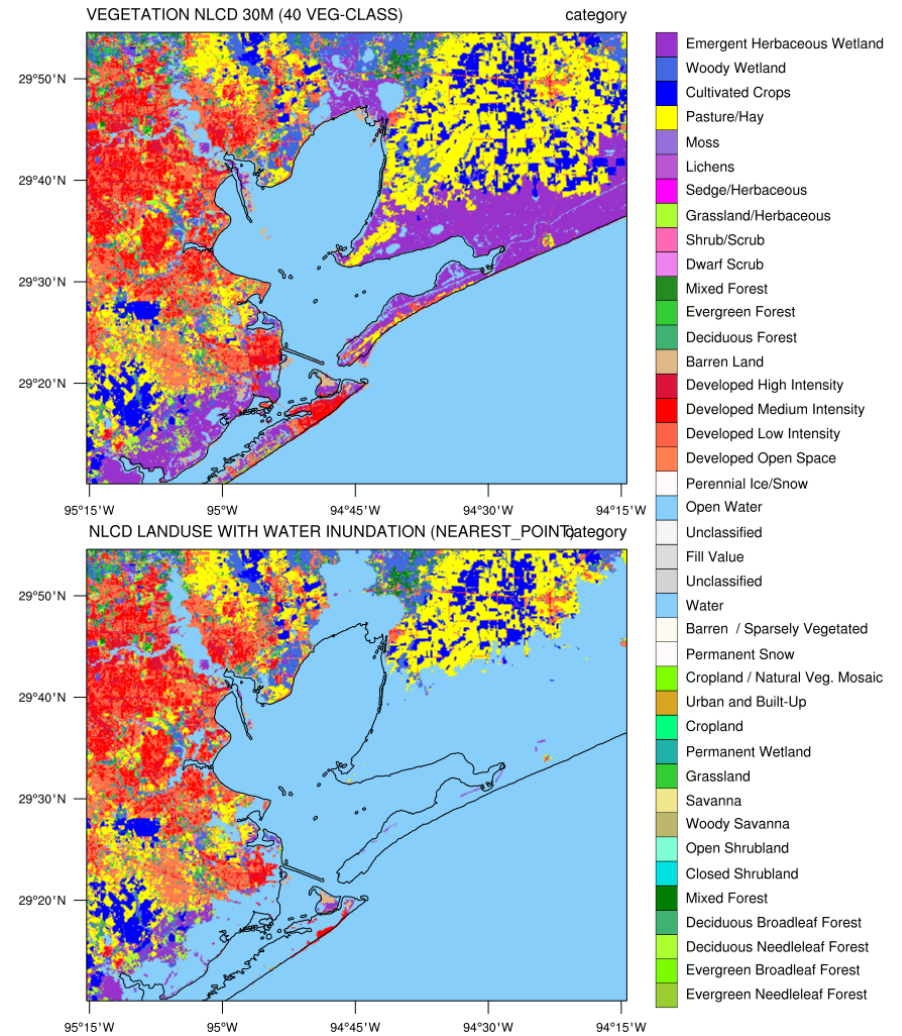 VEGETATION NLCD 30M (40 VEG-CLASS) category
29°50'N
29°40'N
29°30'N
29°20'N
95°15'W 95°W 94°45'W 94°30'W 94°15'W
NLCD LANDUSE WITH WATER INUNDATION (NEAREST_POINT) category
29°50'N
29°40'N
29°30'N
29°20'N
95°15'W 95°W 94°45'W 94°30'W 94°15'W
Emergent Herbaceous Wetland
Woody Wetland
Cultivated Crops
Pasture/Hay
Moss
Lichens
Sedge/Herbaceous
Grassland/Herbaceous
Shrub/Scrub
Dwarf Scrub
Mixed Forest
Evergreen Forest
Deciduous Forest
Barren Land
Developed High Intensity
Developed Medium Intensity
Developed Low Intensity
Developed Open Space
Perennial Ice/Snow
Open Water
Unclassified
Fill Value
Unclassified
Water
Barren / Sparsely Vegetated
Permanent Snow
Cropland / Natural Veg. Mosaic
Urban and Built-Up
Cropland
Permanent Wetland
Grassland
Savanna
Woody Savanna
Open Shrubland
Closed Shrubland
Mixed Forest
Deciduous Broadleaf Forest
Deciduous Needleleaf Forest
Evergreen Broadleaf Forest
Evergreen Needleleaf Forest